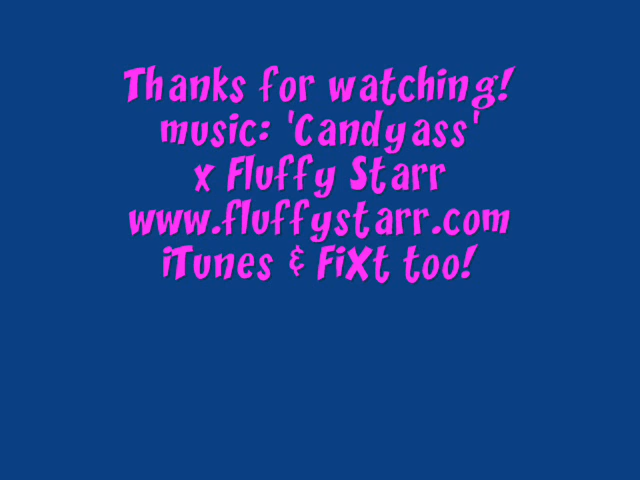 Thanks for watching!
music: 'Candyass'
x Fluffy Starr
www.fluffystarr.com
iTunes & FiXt too!